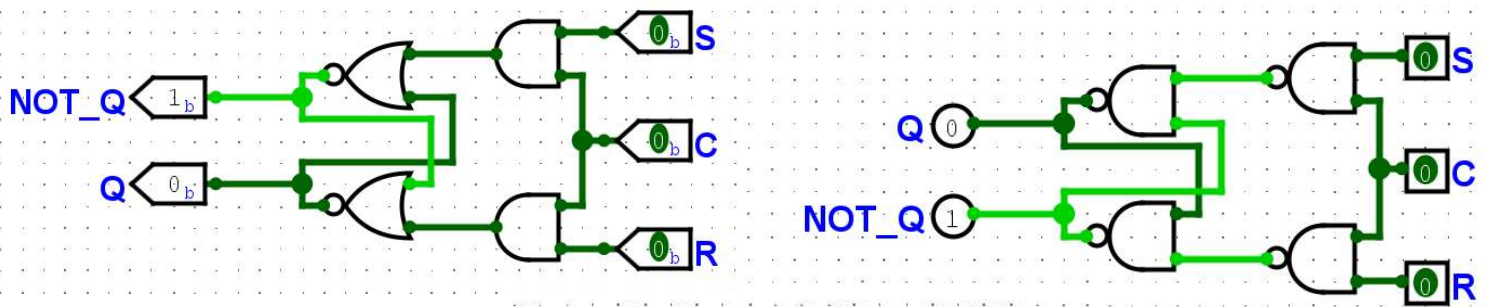 0b S
NOT_Q 1b
0b C
Q 0b
0b R
0 S
Q 0
0 C
NOT_Q 1
0 R